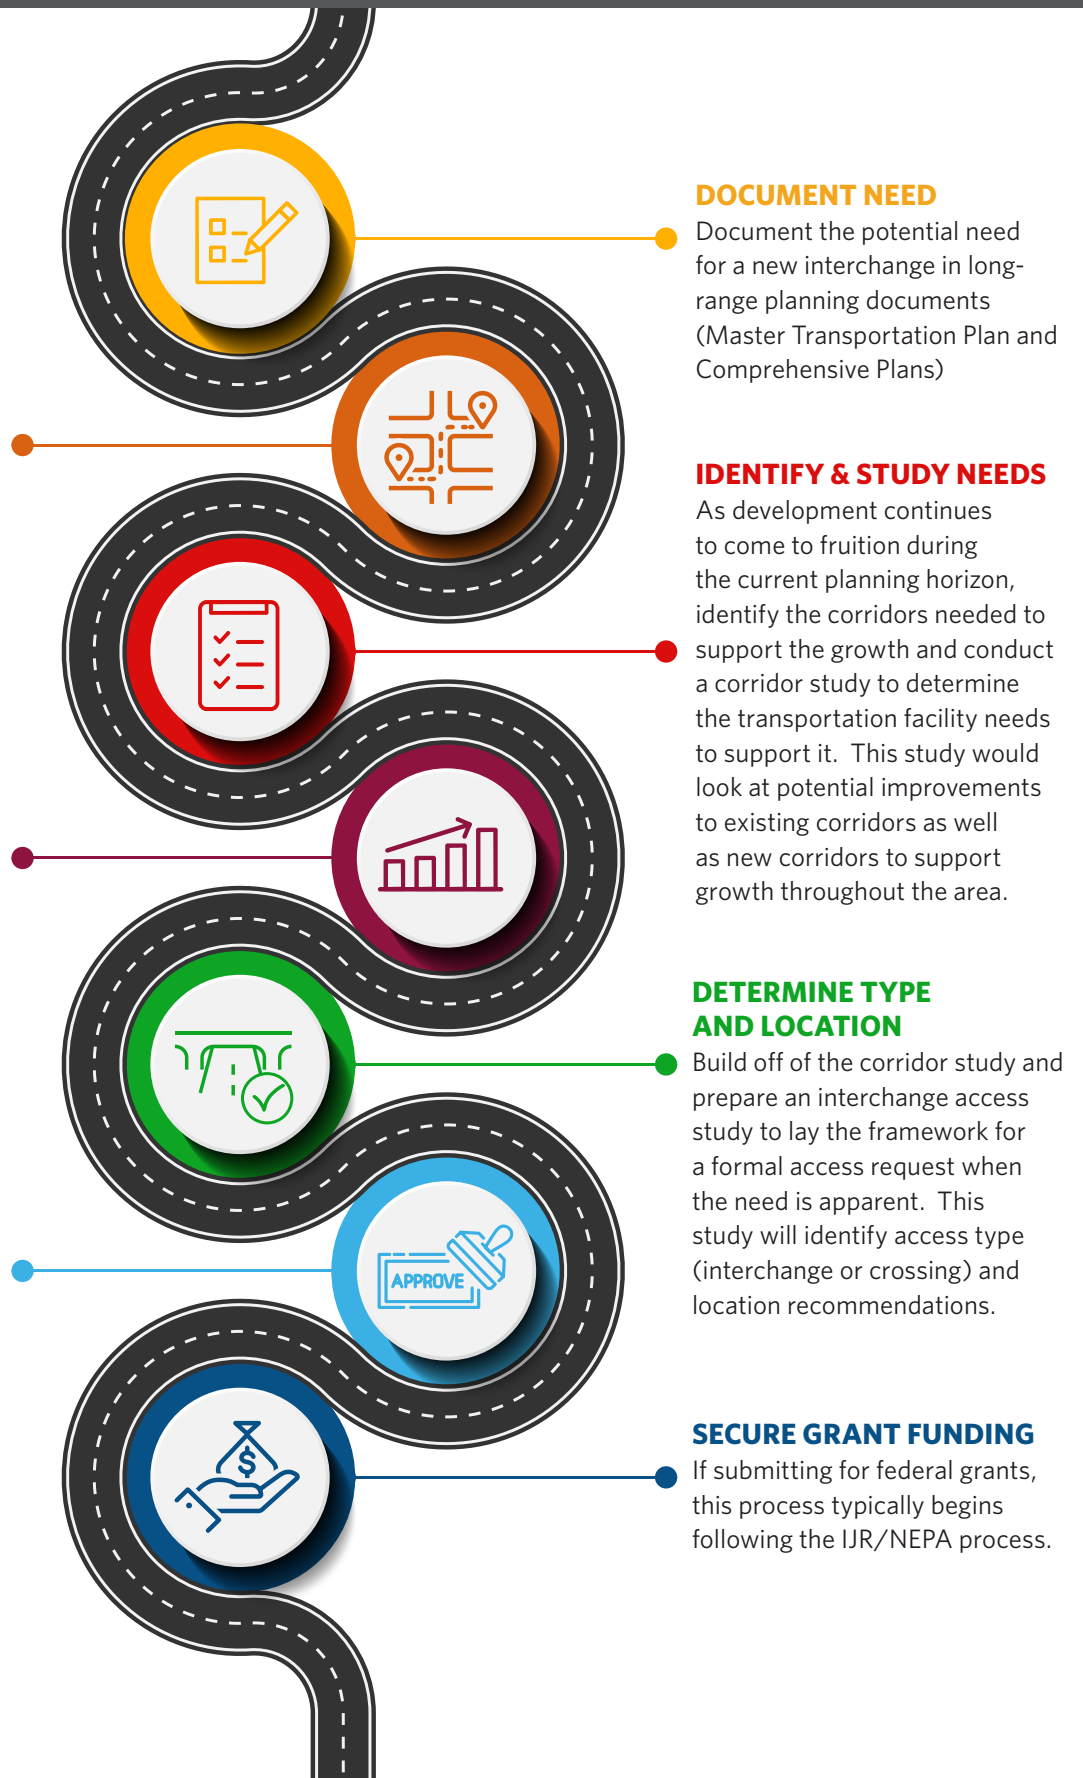 DOCUMENT NEED
Document the potential need
for a new interchange in long-
range planning documents
(Master Transportation Plan and
Comprehensive Plans)
IDENTIFY & STUDY NEEDS
As development continues
to come to fruition during
the current planning horizon,
identify the corridors needed to
support the growth and conduct
a corridor study to determine
the transportation facility needs
to support it. This study would
look at potential improvements
to existing corridors as well
as new corridors to support
growth throughout the area.
DETERMINE TYPE
AND LOCATION
Build off of the corridor study and
prepare an interchange access
study to lay the framework for
a formal access request when
the need is apparent. This
study will identify access type
(interchange or crossing) and
location recommendations.
APPROVE
SECURE GRANT FUNDING
If submitting for federal grants,
this process typically begins
following the IJR/NEPA process.
$